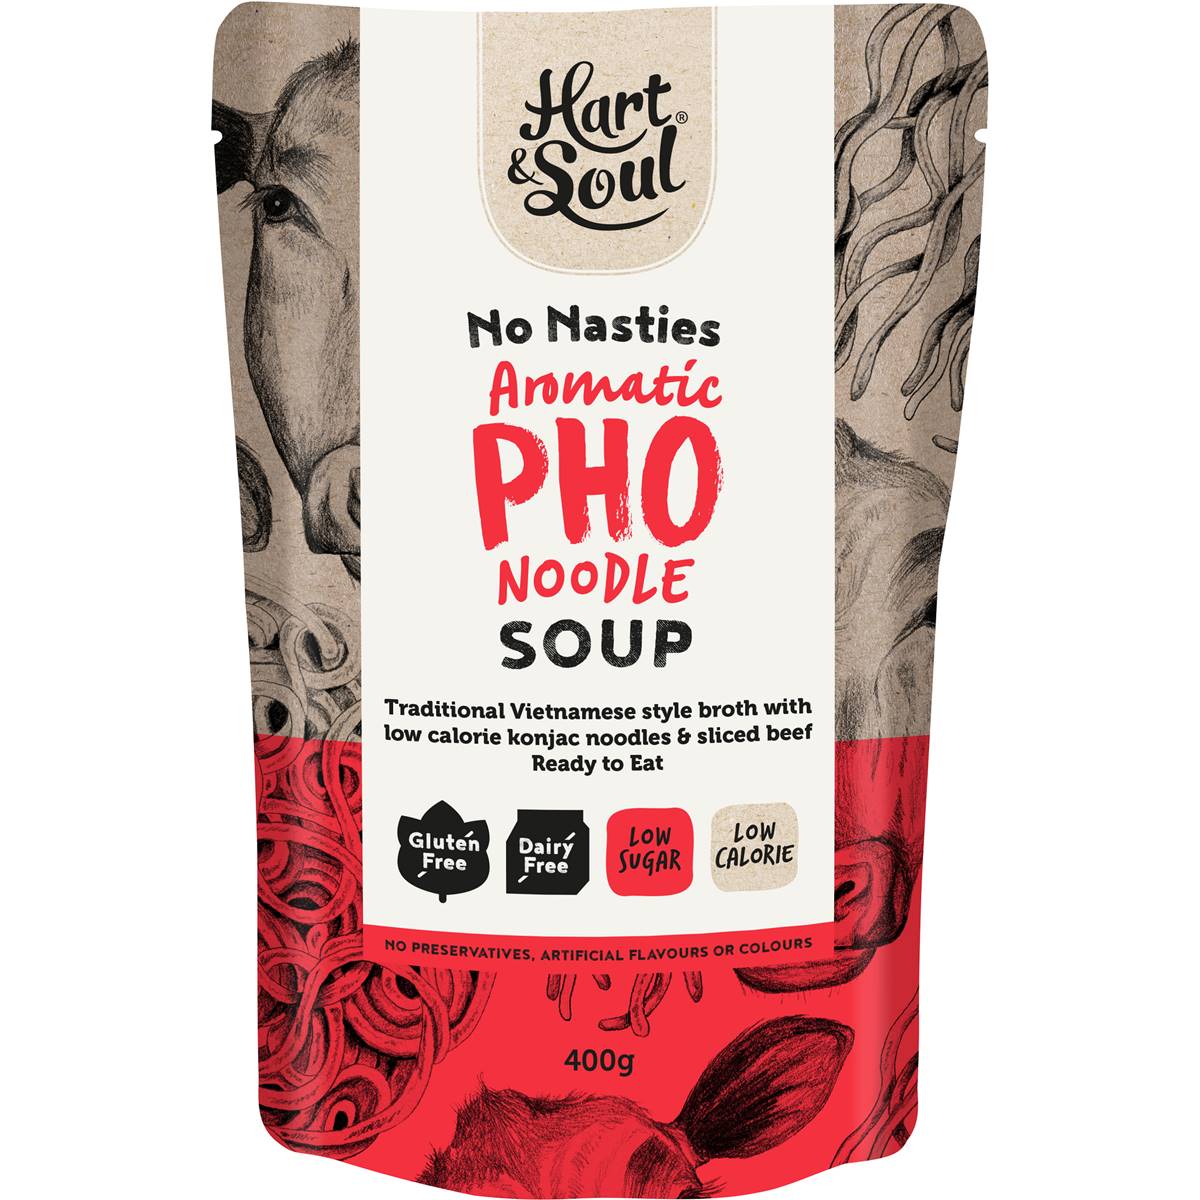 Hart®
& Soul
No Nasties
Aromatic
PHO
NOODLE
SOUP
Traditional Vietnamese style broth with
low calorie konjac noodles & sliced beef
Ready to Eat
Gluten
Free
Dairy
Free
LOW
SUGAR
LOW
CALORIE
NO PRESERVATIVES, ARTIFICIAL FLAVOURS OR COLOURS
400g